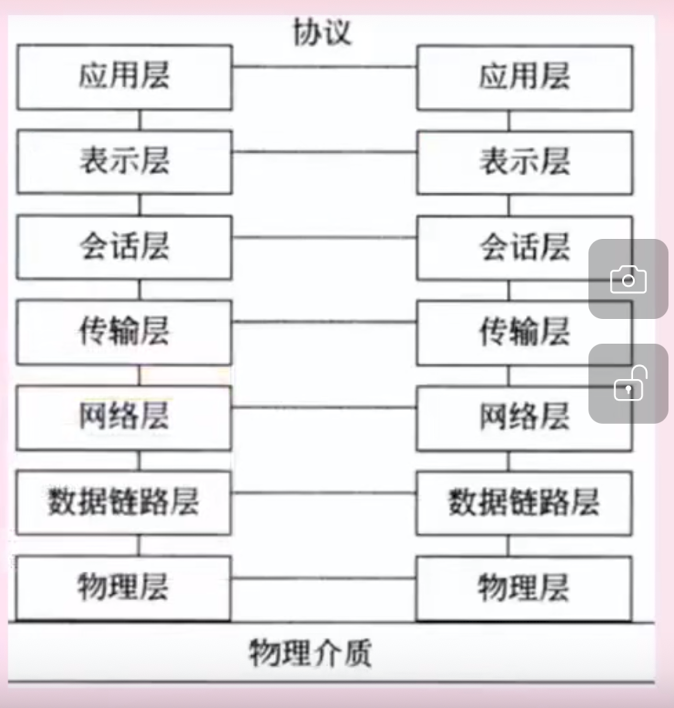 协议
应用层 应用层
表示层 表示层
会话层 会话层
传输层 传输层
网络层 网络层
数据链路层 数据链路层
物理层 物理层
物理介质